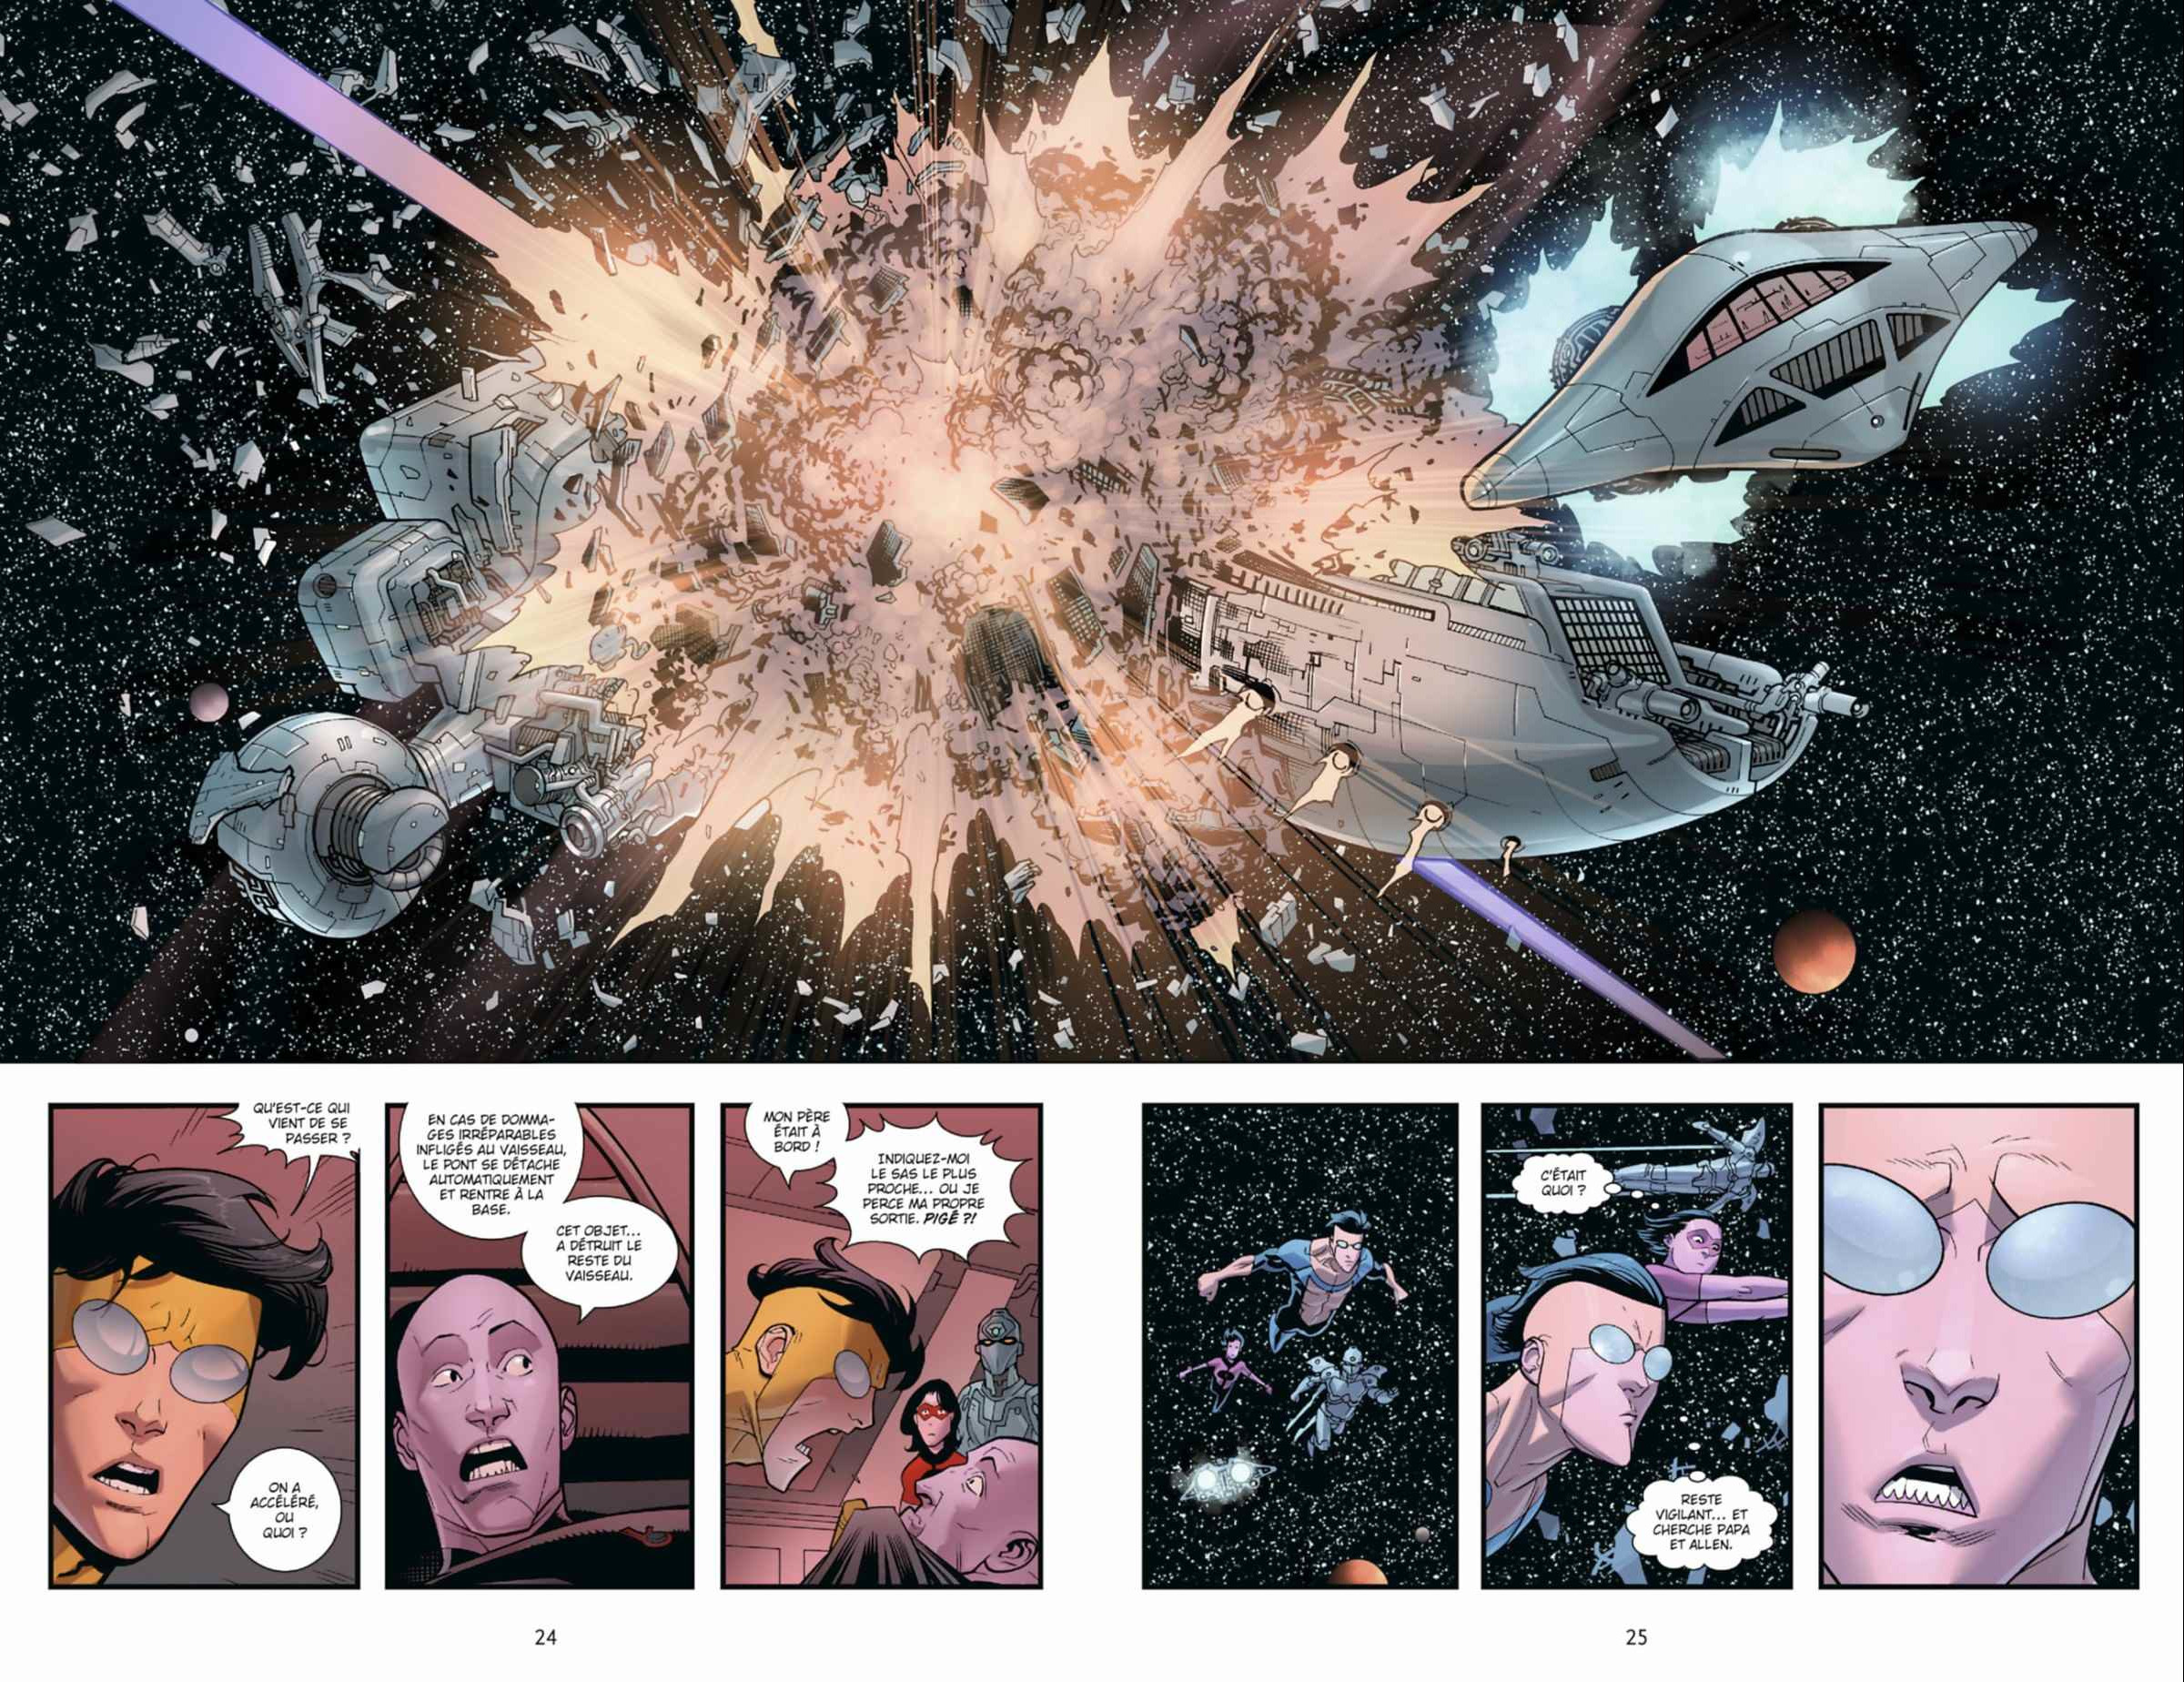 QU'EST-CE QUI
VIENT DE SE
PASSER ?
ON A
ACCÉLÉRÉ,
OU
QUOI ?
EN CAS DE DOMMA-
GES IRRÉPARABLES
INFLIGÉS AU VAISSEAU,
LE PONT SE DÉTACHE
AUTOMATIQUEMENT
ET RENTRE À LA
BASE.
CET OBJET...
A DÉTRUIT LE
RESTE DU
VAISSEAU.
MON PÈRE
ÉTAIT À
BORD !
INDIQUEZ-MOI
LE SAS LE PLUS
PROCHE... OU JE
PERCE MA PROPRE
SORTIE. PIGÉ ?!
C'ÉTAIT
QUOI ?
RESTE
VIGILANT... ET
CHERCHE PAPA
ET ALLEN.
24
25